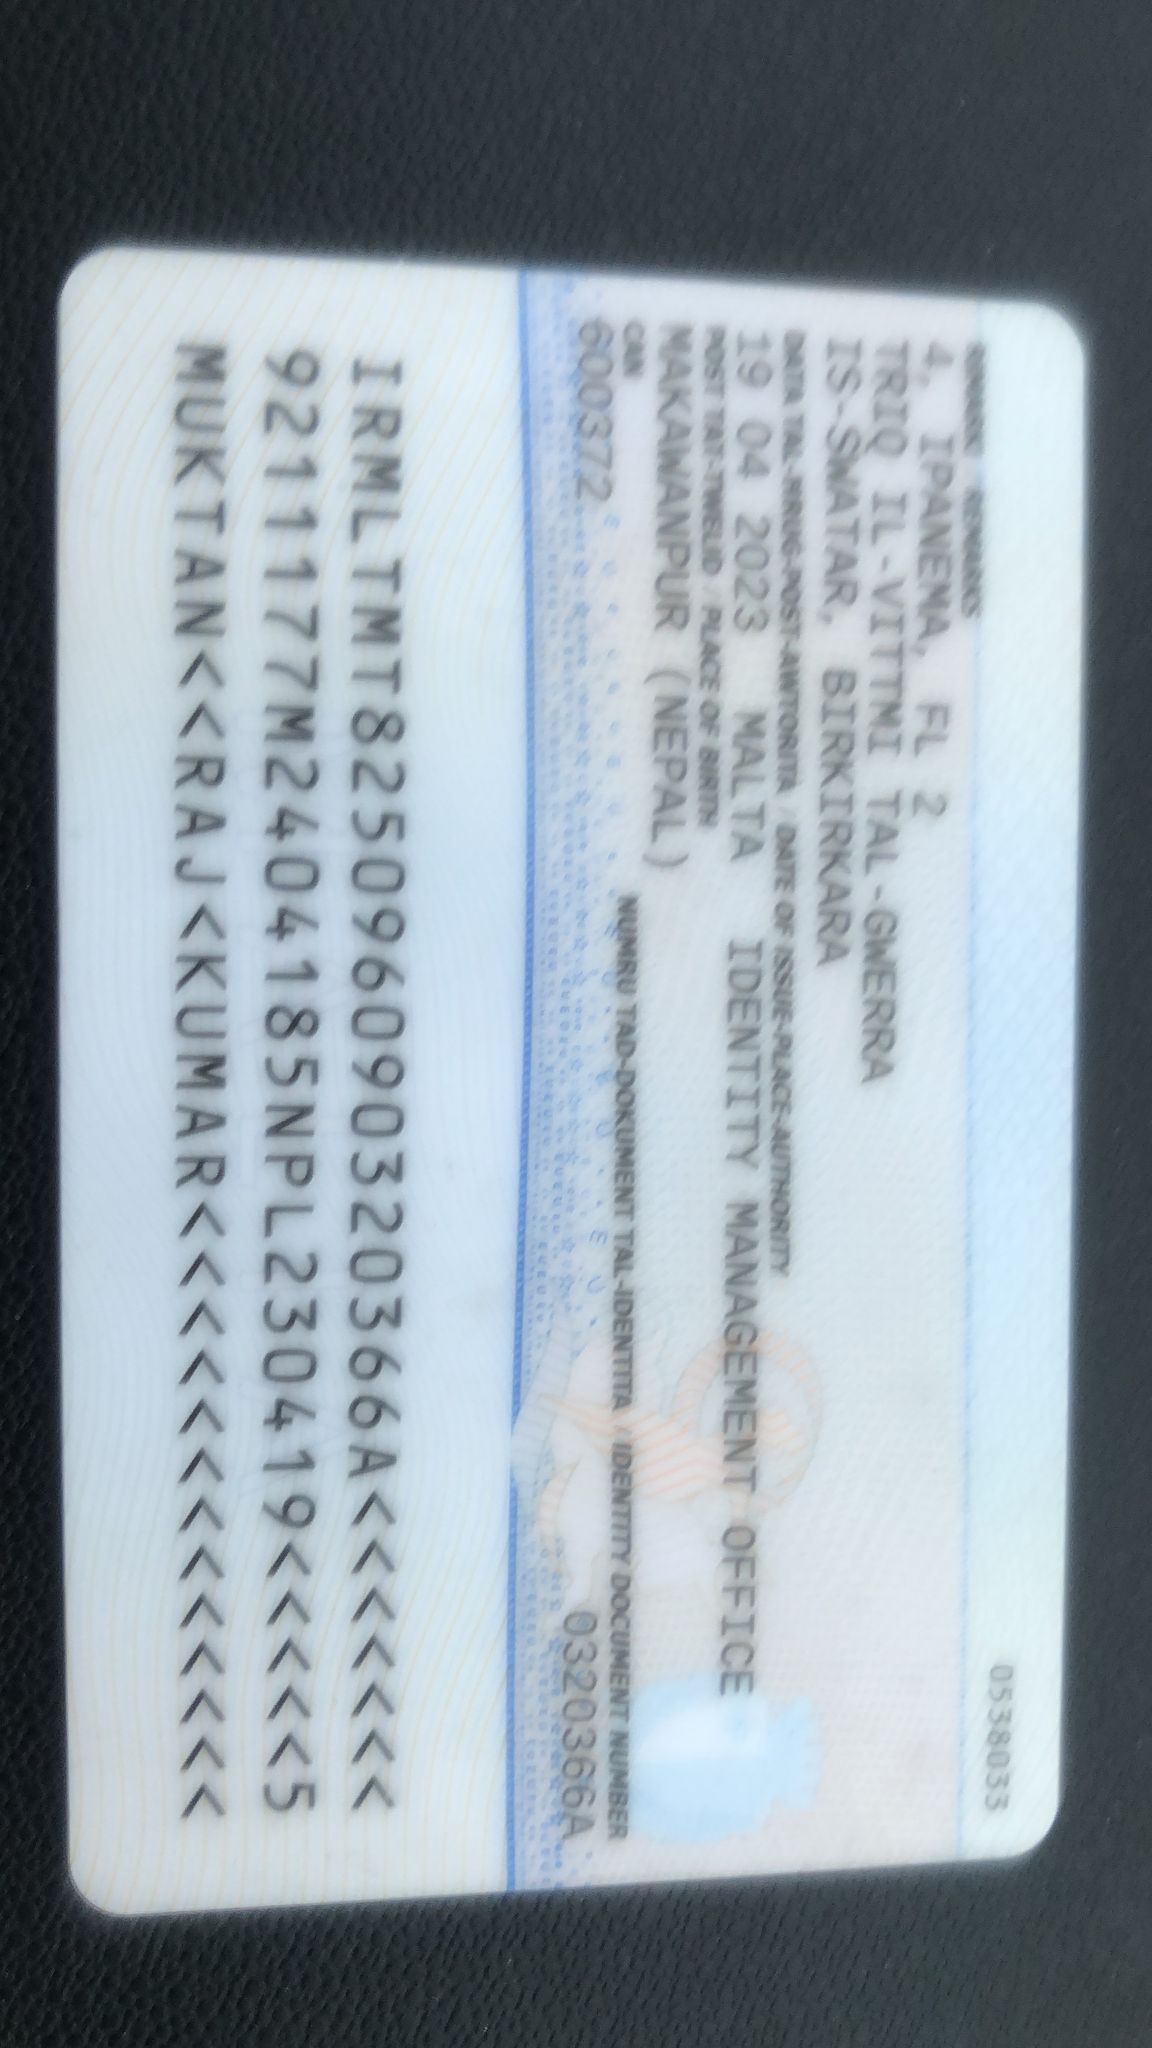 0538033
RIMARKI / REMARKS
4, IPANEMA, FL 2
TRIQ IL-VITTMI TAL-GWERRA
IS-SWATAR, BIRKIRKARA
DATA TAL-HRUG-POST-AWTORITA / DATE OF ISSUE-PLACE-AUTHORITY
19 04 2023 MALTA IDENTITY MANAGEMENT OFFICE
POST TAT-TWELID / PLACE OF BIRTH
MAKAWANPUR (NEPAL)
CAN
600372
NUMRU TAD-DOKUMENT TAL-IDENTITA / IDENTITY DOCUMENT NUMBER
0320366A
IRMLTMT825096090320366A<<<<<<<
9211177M2404185NPL230419<<<<<5
MUKTAN<<RAJ<KUMAR<<<<<<<<<<<<<